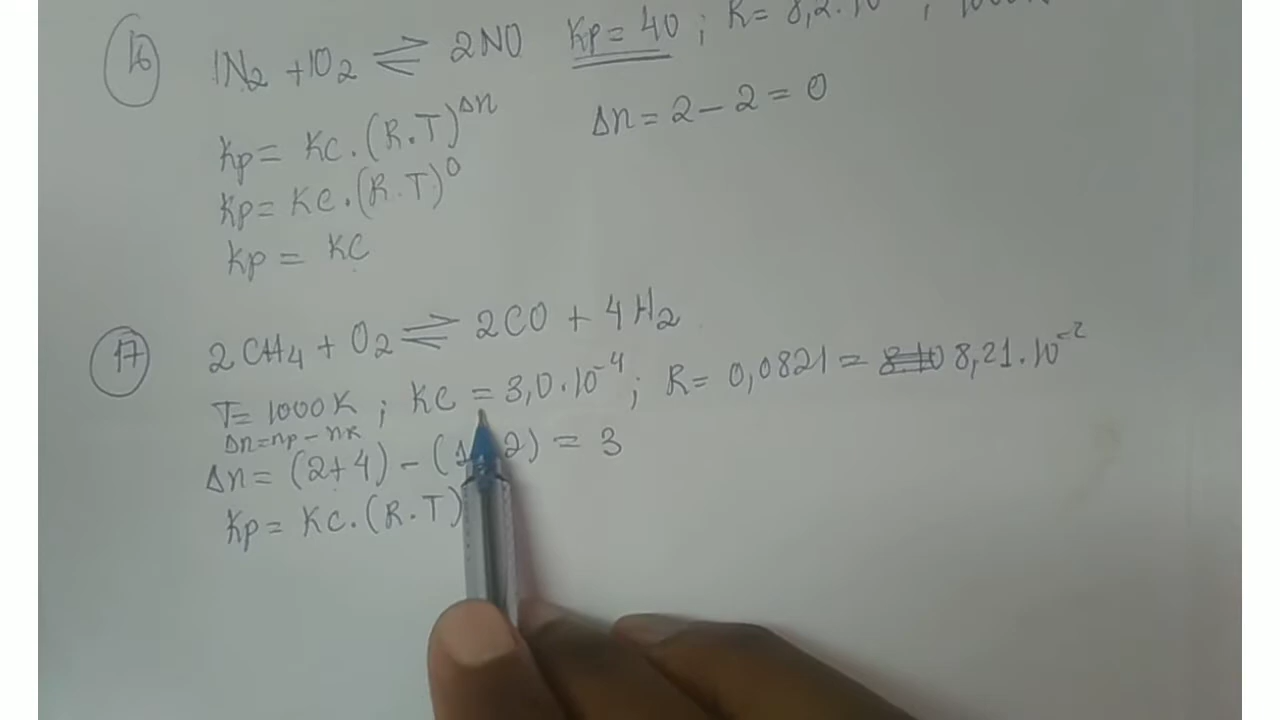 16
1N₂ + 1O₂ ⇌ 2NO Kp = 40 ; R = 8,2.10 ;
Kp = Kc.(R.T)^Δn Δn = 2 - 2 = 0
Kp = Kc.(R.T)^0
Kp = Kc
17
2CH₄ + O₂ ⇌ 2CO + 4H₂
T = 1000K ; Kc = 3,0.10⁻⁴ ; R = 0,0821 = 8,21.10⁻²
Δn = np - nR
Δn = (2+4) - (1 2) = 3
Kp = Kc.(R.T)